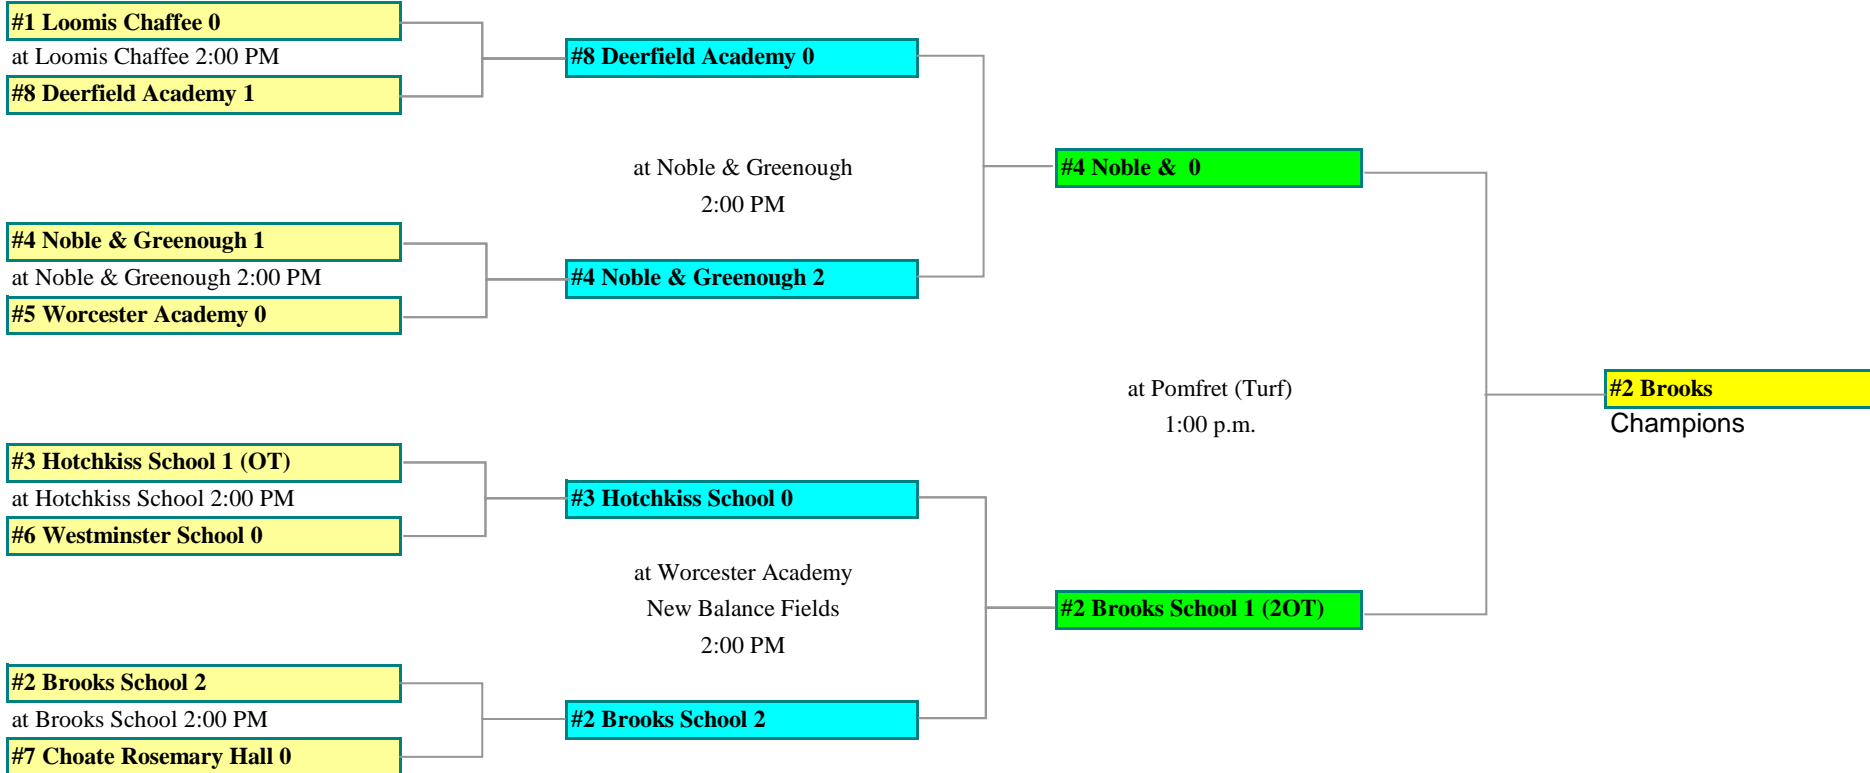 #1 Loomis Chaffee 0
at Loomis Chaffee 2:00 PM
#8 Deerfield Academy 1
#4 Noble & Greenough 1
at Noble & Greenough 2:00 PM
#5 Worcester Academy 0
#3 Hotchkiss School 1 (OT)
at Hotchkiss School 2:00 PM
#6 Westminster School 0
#2 Brooks School 2
at Brooks School 2:00 PM
#7 Choate Rosemary Hall 0
#8 Deerfield Academy 0
at Noble & Greenough
2:00 PM
#4 Noble & Greenough 2
#3 Hotchkiss School 0
at Worcester Academy
New Balance Fields
2:00 PM
#2 Brooks School 2
#4 Noble &  0
at Pomfret (Turf)
1:00 p.m.
#2 Brooks School 1 (2OT)
#2 Brooks
Champions